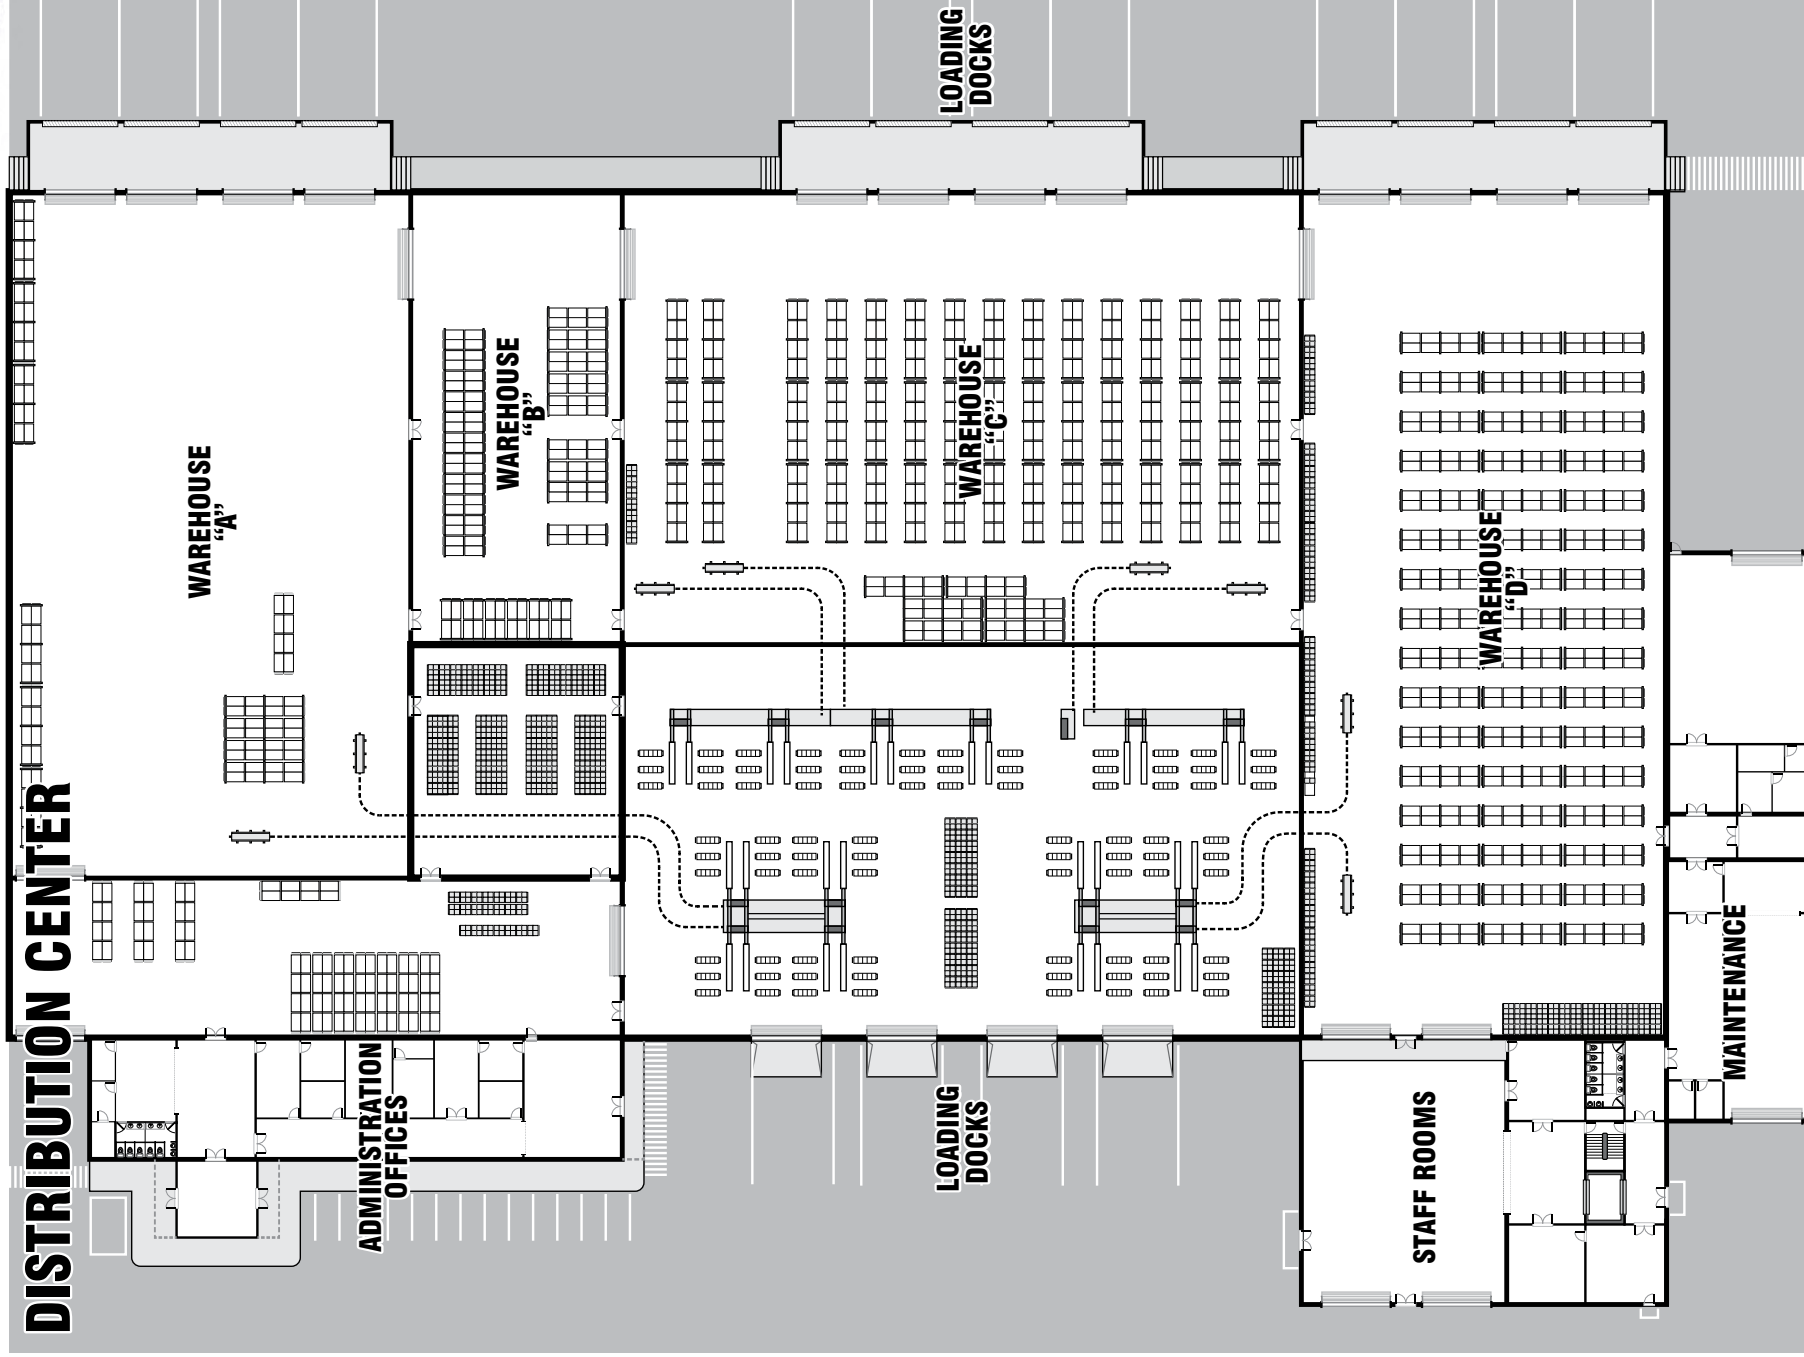 DISTRIBUTION CENTER
WAREHOUSE
“A”
ADMINISTRATION
OFFICES
WAREHOUSE
“B”
LOADING
DOCKS
WAREHOUSE
“C”
LOADING
DOCKS
STAFF ROOMS
WAREHOUSE
“D”
MAINTENANCE